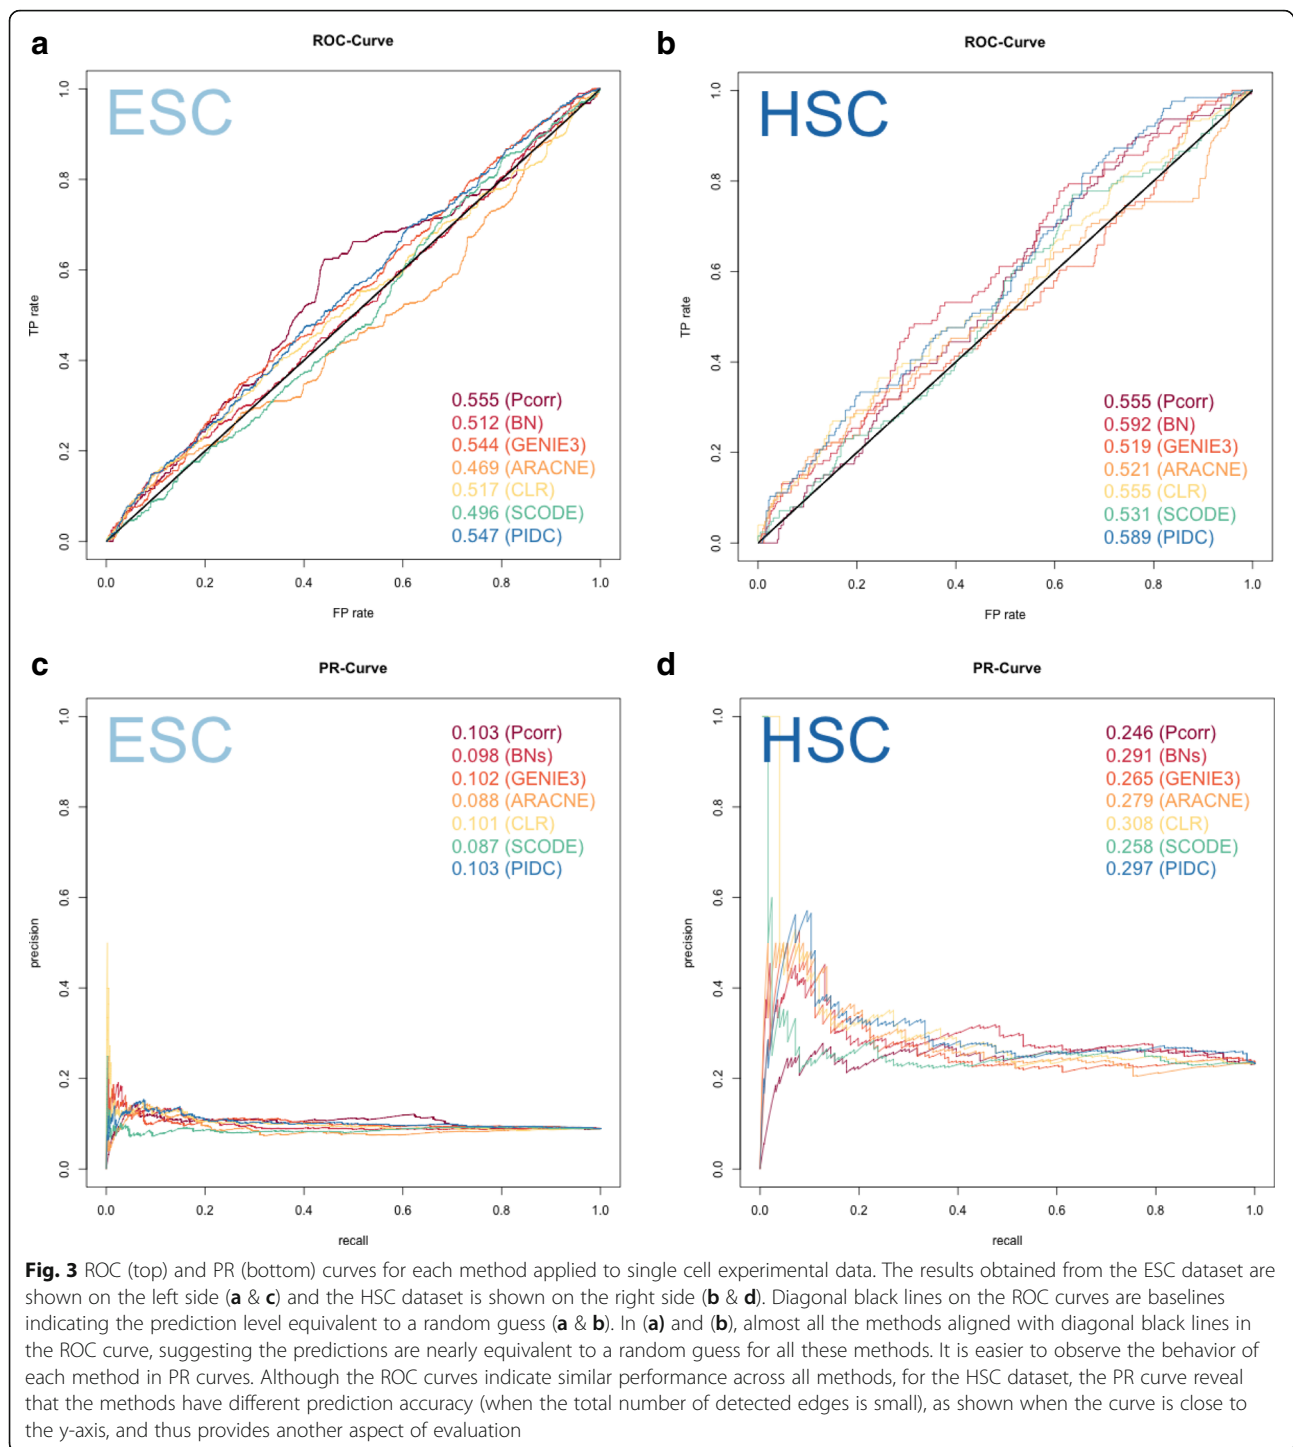 a
ROC-Curve
ESC
TP rate
0.0 0.2 0.4 0.6 0.8 1.0
0.555 (Pcorr)
0.512 (BN)
0.544 (GENIE3)
0.469 (ARACNE)
0.517 (CLR)
0.496 (SCODE)
0.547 (PIDC)
0.0 0.2 0.4 0.6 0.8 1.0
FP rate
b
ROC-Curve
HSC
TP rate
0.0 0.2 0.4 0.6 0.8 1.0
0.555 (Pcorr)
0.592 (BN)
0.519 (GENIE3)
0.521 (ARACNE)
0.555 (CLR)
0.531 (SCODE)
0.589 (PIDC)
0.0 0.2 0.4 0.6 0.8 1.0
FP rate
c
PR-Curve
ESC
precision
0.0 0.2 0.4 0.6 0.8 1.0
0.103 (Pcorr)
0.098 (BNs)
0.102 (GENIE3)
0.088 (ARACNE)
0.101 (CLR)
0.087 (SCODE)
0.103 (PIDC)
0.0 0.2 0.4 0.6 0.8 1.0
recall
d
PR-Curve
HSC
precision
0.0 0.2 0.4 0.6 0.8 1.0
0.246 (Pcorr)
0.291 (BNs)
0.265 (GENIE3)
0.279 (ARACNE)
0.308 (CLR)
0.258 (SCODE)
0.297 (PIDC)
0.0 0.2 0.4 0.6 0.8 1.0
recall
Fig. 3 ROC (top) and PR (bottom) curves for each method applied to single cell experimental data. The results obtained from the ESC dataset are
shown on the left side (a & c) and the HSC dataset is shown on the right side (b & d). Diagonal black lines on the ROC curves are baselines
indicating the prediction level equivalent to a random guess (a & b). In (a) and (b), almost all the methods aligned with diagonal black lines in
the ROC curve, suggesting the predictions are nearly equivalent to a random guess for all these methods. It is easier to observe the behavior of
each method in PR curves. Although the ROC curves indicate similar performance across all methods, for the HSC dataset, the PR curve reveal
that the methods have different prediction accuracy (when the total number of detected edges is small), as shown when the curve is close to
the y-axis, and thus provides another aspect of evaluation